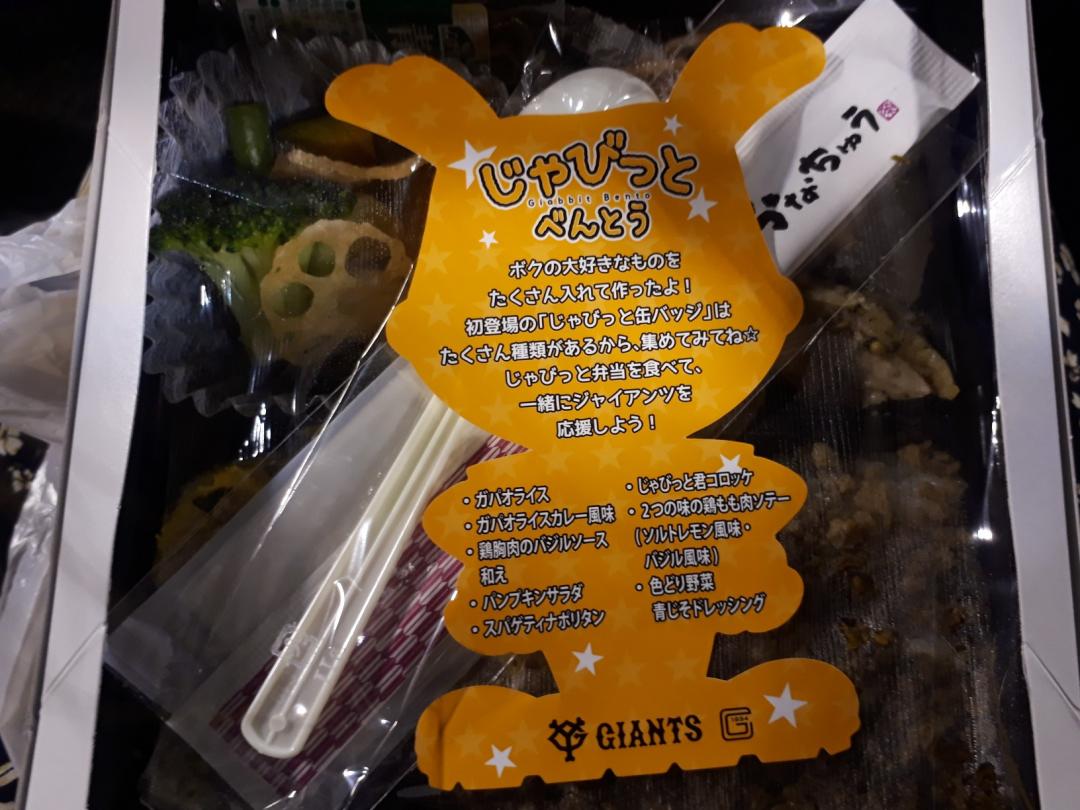 じゃびっと
Giabbit Bento
べんとう
ボクの大好きなものを
たくさん入れて作ったよ！
初登場の「じゃびっと缶バッジ」は
たくさん種類があるから、集めてみてね☆
じゃびっと弁当を食べて、
一緒にジャイアンツを
応援しよう！
・ガパオライス
・ガパオライスカレー風味
・鶏胸肉のバジルソース
和え
・パンプキンサラダ
・スパゲティナポリタン
・じゃびっと君コロッケ
・2つの味の鶏もも肉ソテー
（ソルトレモン風味・
バジル風味）
・色どり野菜
青じそドレッシング
GIANTS
1934